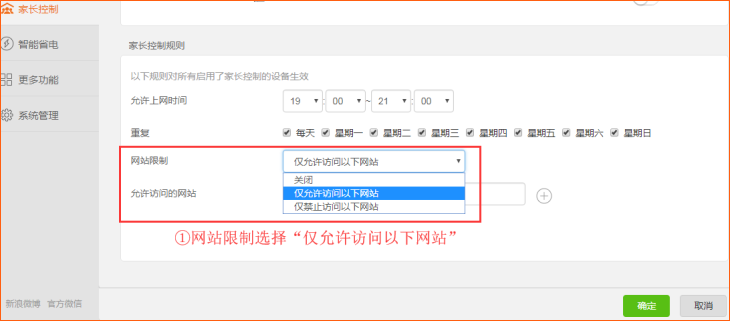 家长控制
智能省电
更多功能
系统管理
新浪微博 官方微信
家长控制规则
以下规则对所有启用了家长控制的设备生效
允许上网时间 19 : 00 ~ 21 : 00
重复 每天 星期一 星期二 星期三 星期四 星期五 星期六 星期日
网站限制 仅允许访问以下网站
关闭
允许访问的网站 仅允许访问以下网站
仅禁止访问以下网站
①网站限制选择“仅允许访问以下网站”
确定 取消